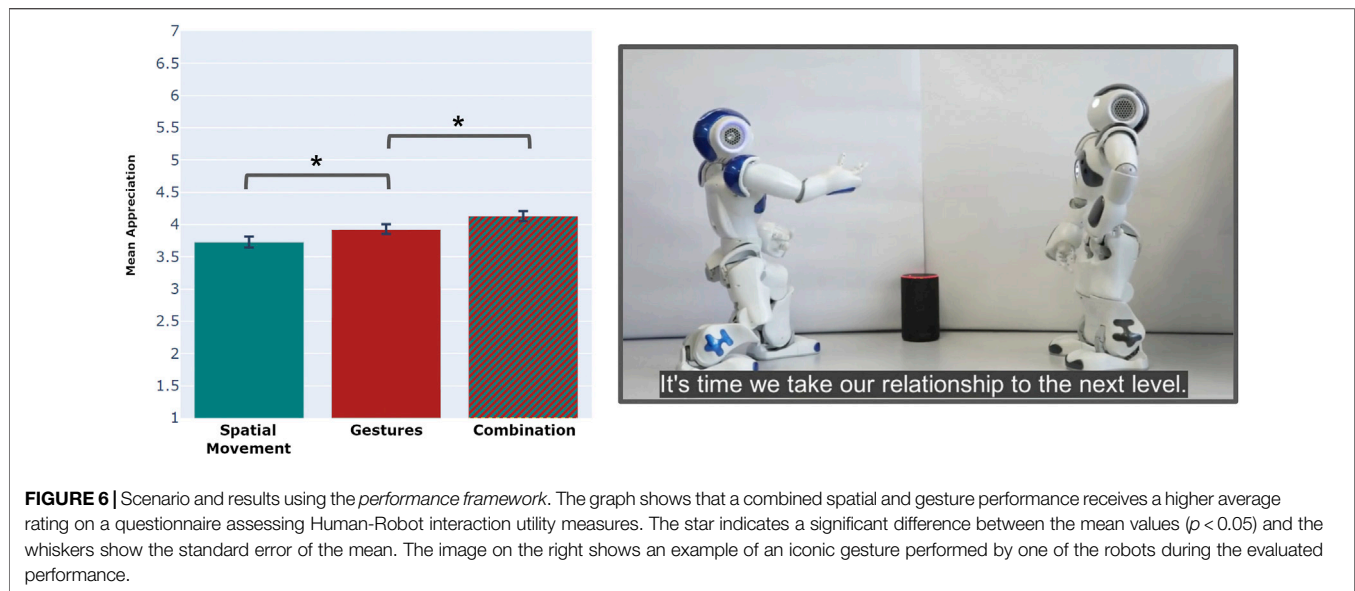 7
6.5
6
5.5
5
4.5
4
3.5
3
2.5
2
1.5
1
Mean Appreciation
*
*
Spatial
Movement
Gestures
Combination
It's time we take our relationship to the next level.
FIGURE 6 | Scenario and results using the performance framework. The graph shows that a combined spatial and gesture performance receives a higher average
rating on a questionnaire assessing Human-Robot interaction utility measures. The star indicates a significant difference between the mean values (p < 0.05) and the
whiskers show the standard error of the mean. The image on the right shows an example of an iconic gesture performed by one of the robots during the evaluated
performance.